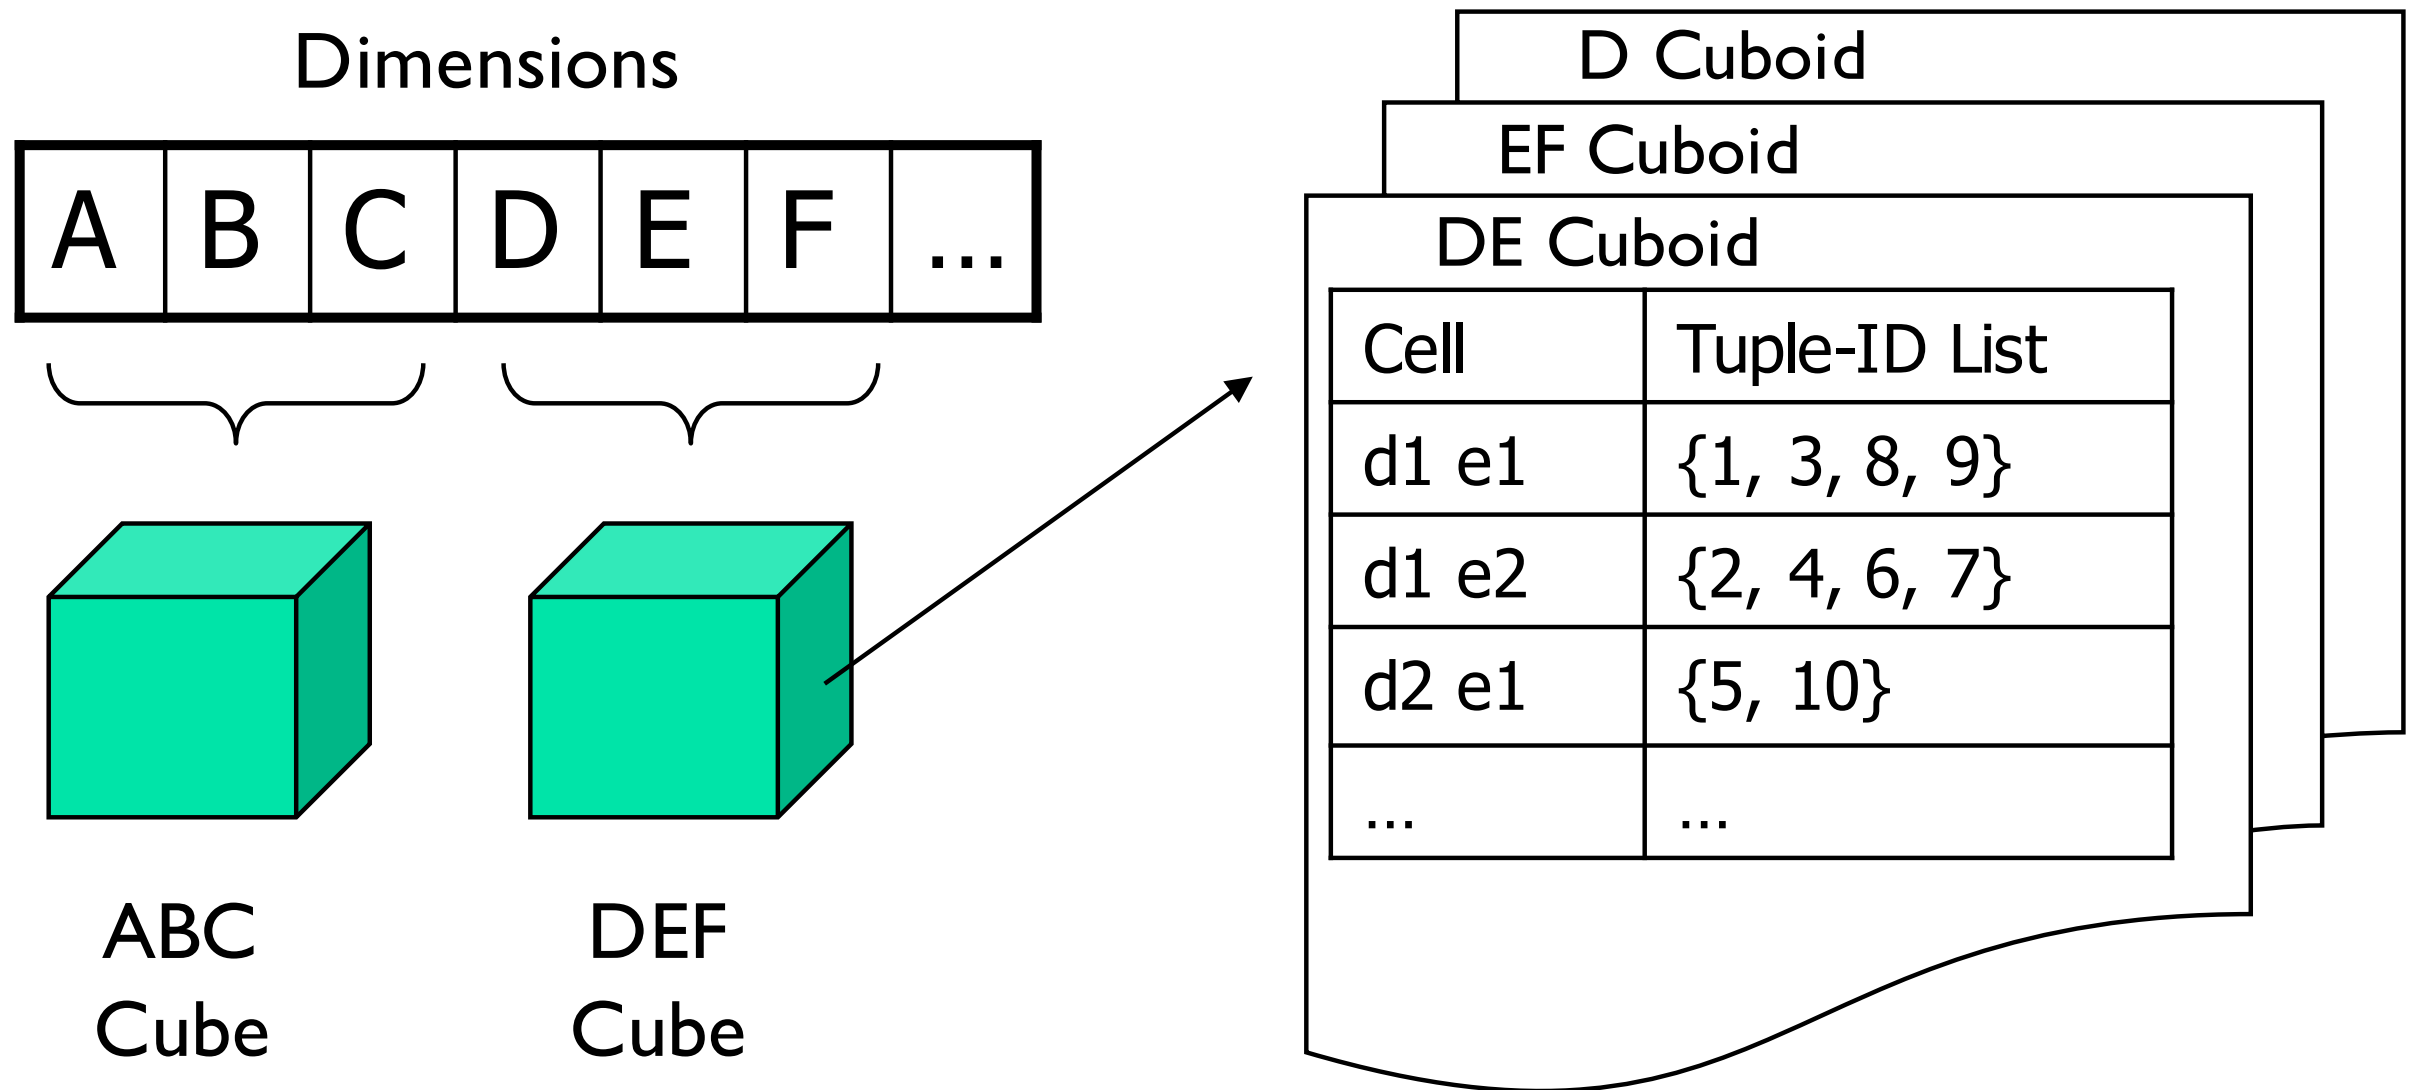 Dimensions
A B C D E F ...
ABC
Cube
DEF
Cube
D Cuboid
EF Cuboid
DE Cuboid
Cell Tuple-ID List
d1 e1 {1, 3, 8, 9}
d1 e2 {2, 4, 6, 7}
d2 e1 {5, 10}
... ...